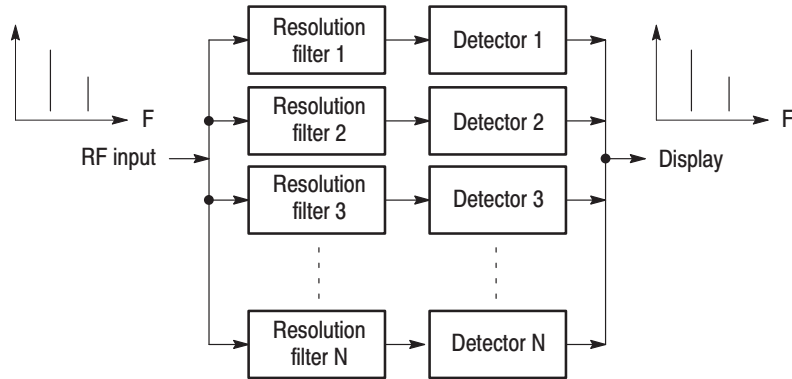 Resolution
filter 1
Detector 1
F
F
Resolution
filter 2
Detector 2
RF input
Display
Resolution
filter 3
Detector 3
Resolution
filter N
Detector N